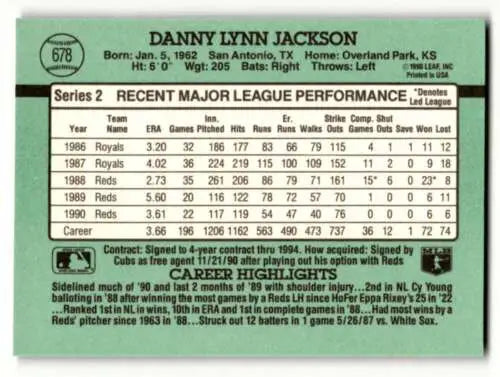 678
DANNY LYNN JACKSON
Born: Jan. 5, 1962 San Antonio, TX Home: Overland Park, KS
Ht: 6' 0" Wgt: 205 Bats: Right Throws: Left
©1990 LEAF, INC
Printed in USA
Series 2 RECENT MAJOR LEAGUE PERFORMANCE *Denotes Led League
Year Team Name ERA Games Inn. Pitched Hits Runs Er. Runs Walks Strike Outs Comp. Games Shut Outs Save Won Lost
1986 Royals 3.20 32 186 177 83 66 79 115 4 1 1 11 12
1987 Royals 4.02 36 224 219 115 100 109 152 11 2 0 9 18
1988 Reds 2.73 35 261 206 86 79 71 161 15* 6 0 23* 8
1989 Reds 5.60 20 116 122 78 72 57 70 1 0 0 6 11
1990 Reds 3.61 22 117 119 54 47 40 76 0 0 0 6 6
Career 3.66 196 1206 1162 563 490 473 737 36 12 1 72 74
Contract: Signed to 4-year contract thru 1994. How acquired: Signed by
Cubs as free agent 11/21/90 after playing out his option with Reds
CAREER HIGHLIGHTS
Sidelined much of '90 and last 2 months of '89 with shoulder injury...2nd in NL Cy Young
balloting in '88 after winning the most games by a Reds LH since HoFer Eppa Rixey's 25 in '22
...Ranked 1st in NL in wins, 10th in ERA and 1st in complete games in '88...Had most wins by a
Reds' pitcher since 1963 in '88...Struck out 12 batters in 1 game 5/26/87 vs. White Sox.